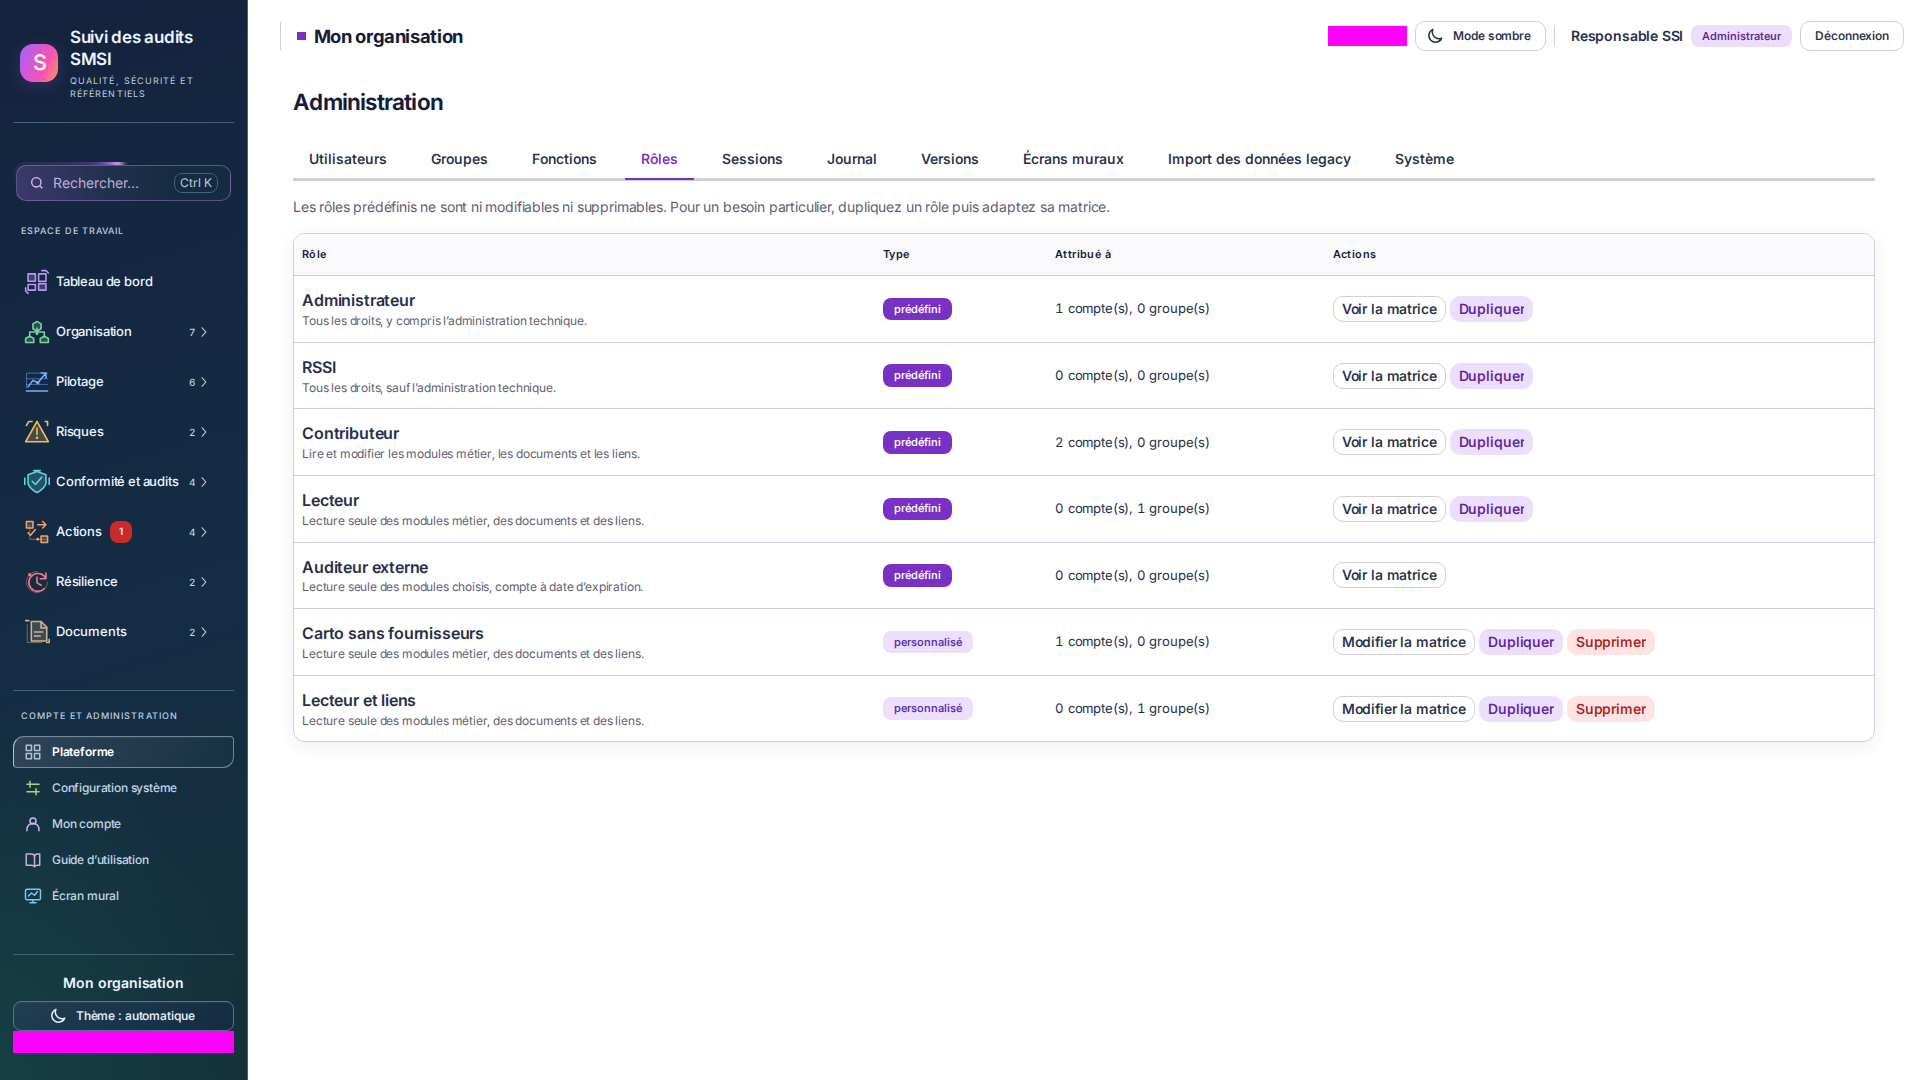 S
Suivi des audits
SMSI
QUALITÉ, SÉCURITÉ ET
RÉFÉRENTIELS
Rechercher...
Ctrl K
ESPACE DE TRAVAIL
Tableau de bord
Organisation 7
Pilotage 6
Risques 2
Conformité et audits 4
Actions 1 4
Résilience 2
Documents 2
COMPTE ET ADMINISTRATION
Plateforme
Configuration système
Mon compte
Guide d’utilisation
Écran mural
Mon organisation
Thème : automatique
Mon organisation
Mode sombre
Responsable SSI
Administrateur
Déconnexion
Administration
Utilisateurs Groupes Fonctions Rôles Sessions Journal Versions Écrans muraux Import des données legacy Système
Les rôles prédéfinis ne sont ni modifiables ni supprimables. Pour un besoin particulier, dupliquez un rôle puis adaptez sa matrice.
Rôle Type Attribué à Actions
Administrateur
Tous les droits, y compris l’administration technique.
prédéfini 1 compte(s), 0 groupe(s) Voir la matrice Dupliquer
RSSI
Tous les droits, sauf l’administration technique.
prédéfini 0 compte(s), 0 groupe(s) Voir la matrice Dupliquer
Contributeur
Lire et modifier les modules métier, les documents et les liens.
prédéfini 2 compte(s), 0 groupe(s) Voir la matrice Dupliquer
Lecteur
Lecture seule des modules métier, des documents et des liens.
prédéfini 0 compte(s), 1 groupe(s) Voir la matrice Dupliquer
Auditeur externe
Lecture seule des modules choisis, compte à date d’expiration.
prédéfini 0 compte(s), 0 groupe(s) Voir la matrice
Carto sans fournisseurs
Lecture seule des modules métier, des documents et des liens.
personnalisé 1 compte(s), 0 groupe(s) Modifier la matrice Dupliquer Supprimer
Lecteur et liens
Lecture seule des modules métier, des documents et des liens.
personnalisé 0 compte(s), 1 groupe(s) Modifier la matrice Dupliquer Supprimer